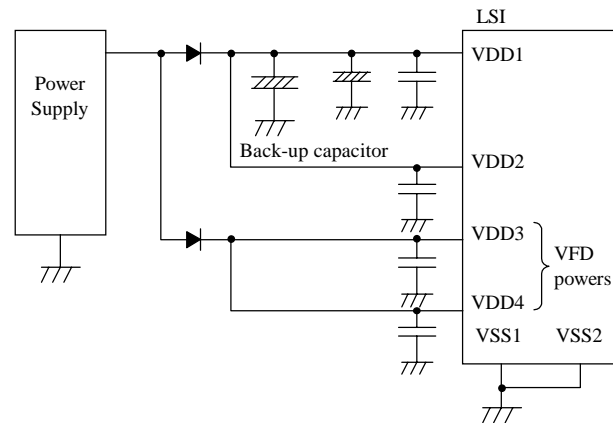 LSI
Power
Supply
VDD1
Back-up capacitor
VDD2
VDD3
VFD
powers
VDD4
VSS1 VSS2